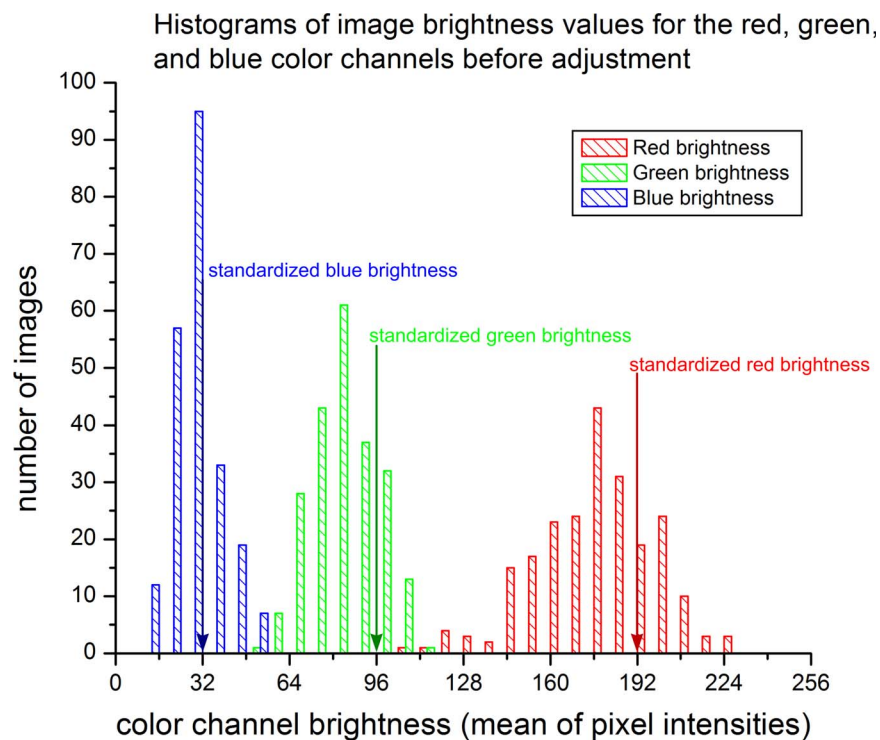 Histograms of image brightness values for the red, green,
and blue color channels before adjustment
100
90
80
70
60
50
40
30
20
10
0
number of images
Red brightness
Green brightness
Blue brightness
standardized blue brightness
standardized green brightness
standardized red brightness
0 32 64 96 128 160 192 224 256
color channel brightness (mean of pixel intensities)